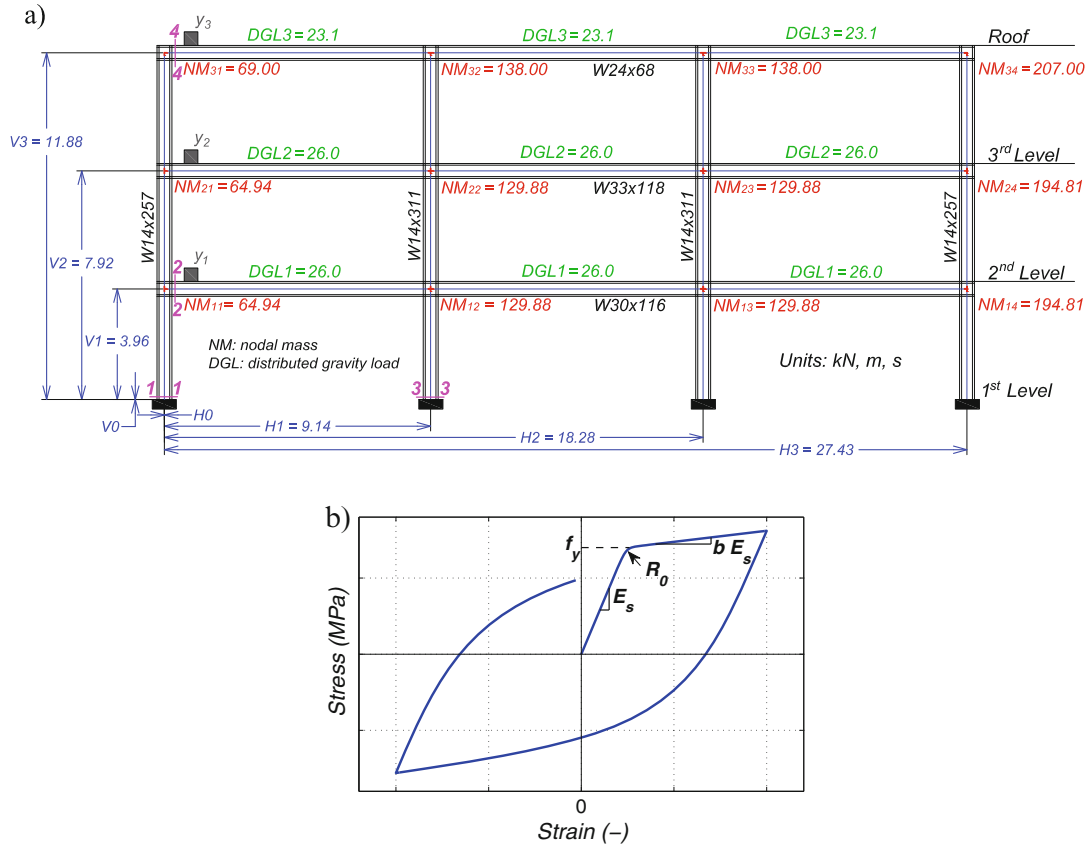 a)
y3
4
DGL3 = 23.1
DGL3 = 23.1
DGL3 = 23.1
Roof
4
NM31 = 69.00
NM32 = 138.00
W24x68
NM33 = 138.00
NM34 = 207.00
V3 = 11.88
y2
DGL2 = 26.0
DGL2 = 26.0
DGL2 = 26.0
3rd Level
NM21 = 64.94
NM22 = 129.88
W33x118
NM23 = 129.88
NM24 = 194.81
W14x257
W14x311
W14x311
W14x257
V2 = 7.92
y1
2
DGL1 = 26.0
DGL1 = 26.0
DGL1 = 26.0
2nd Level
2
NM11 = 64.94
NM12 = 129.88
W30x116
NM13 = 129.88
NM14 = 194.81
V1 = 3.96
NM: nodal mass
DGL: distributed gravity load
Units: kN, m, s
1 1
3 3
1st Level
V0
H0
H1 = 9.14
H2 = 18.28
H3 = 27.43
b)
fy
b Es
R0
Es
Stress (MPa)
0
Strain (–)